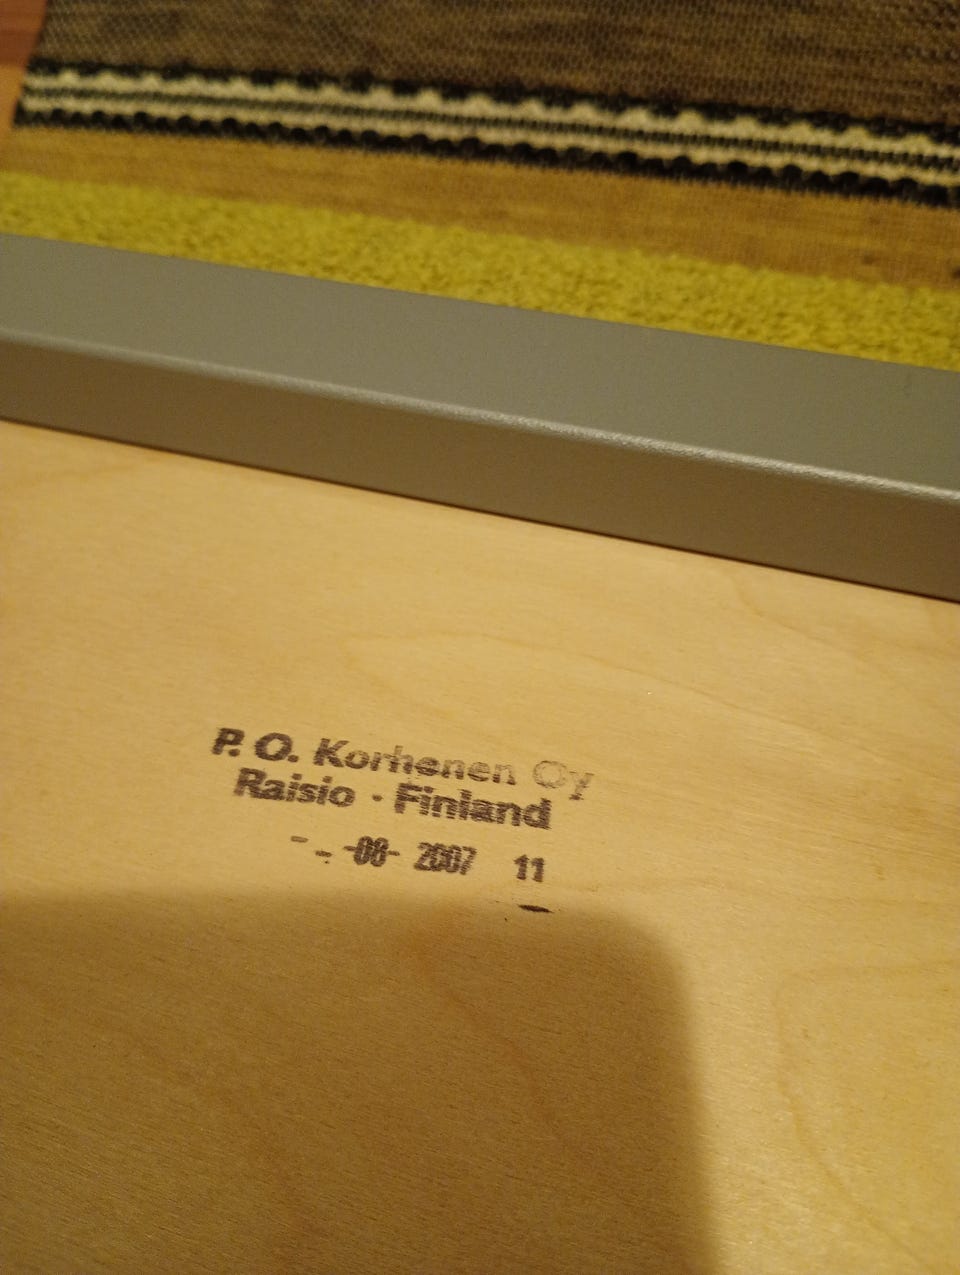 P. O. Korhonen Oy
Raisio · Finland
- -08- 2007 11